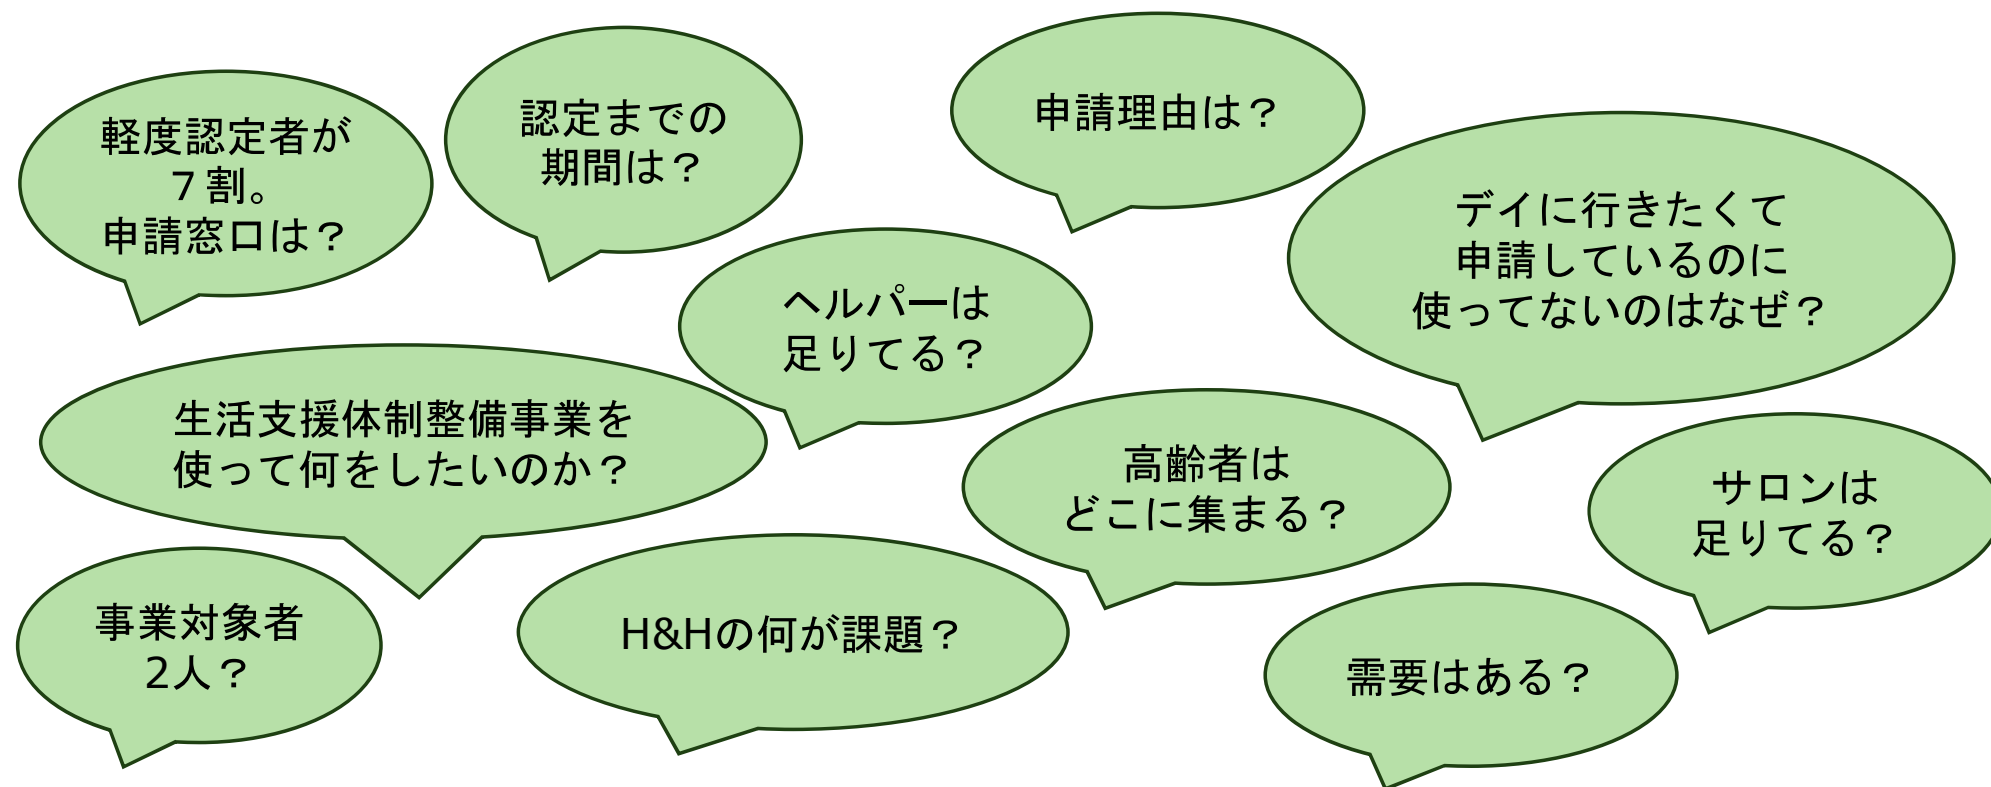 軽度認定者が
７割。
申請窓口は？
認定までの
期間は？
申請理由は？
デイに行きたくて
申請しているのに
使ってないのはなぜ？
ヘルパーは
足りてる？
生活支援体制整備事業を
使って何をしたいのか？
高齢者は
どこに集まる？
サロンは
足りてる？
事業対象者
2人？
H&Hの何が課題？
需要はある？